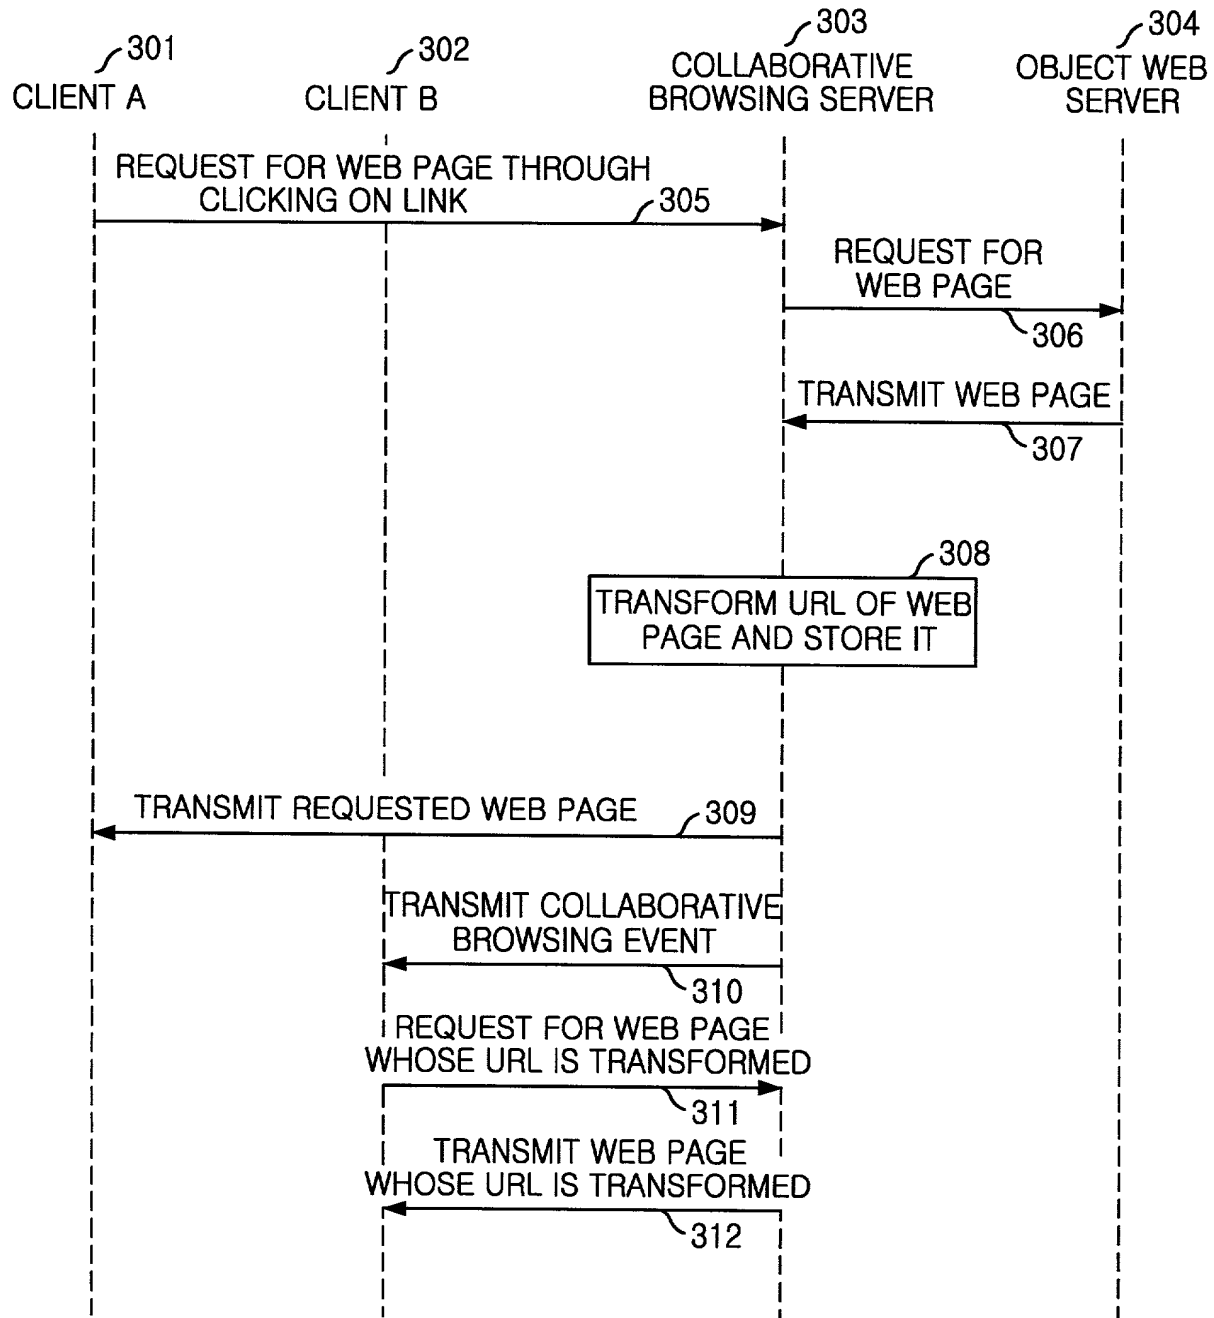 301
CLIENT A
302
CLIENT B
303
COLLABORATIVE
BROWSING SERVER
304
OBJECT WEB
SERVER
REQUEST FOR WEB PAGE THROUGH
CLICKING ON LINK
305
REQUEST FOR
WEB PAGE
306
TRANSMIT WEB PAGE
307
308
TRANSFORM URL OF WEB
PAGE AND STORE IT
TRANSMIT REQUESTED WEB PAGE
309
TRANSMIT COLLABORATIVE
BROWSING EVENT
310
REQUEST FOR WEB PAGE
WHOSE URL IS TRANSFORMED
311
TRANSMIT WEB PAGE
WHOSE URL IS TRANSFORMED
312